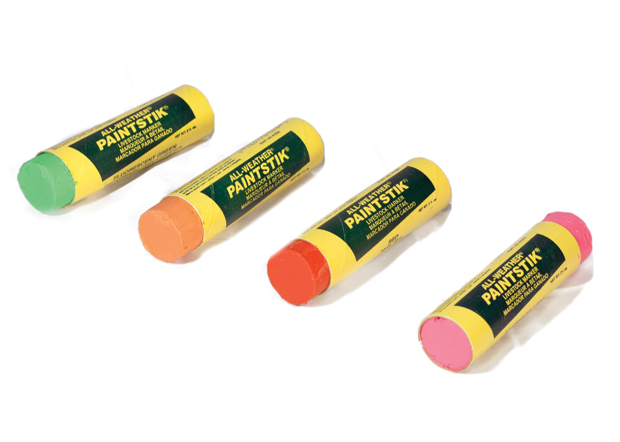 ALL-WEATHER®
PAINTSTIK®
LIVESTOCK MARKER
MARQUEUR À BÉTAIL
MARCADOR PARA GANADO
FLUORESCENT GREEN
ALL-WEATHER®
PAINTSTIK®
LIVESTOCK MARKER
MARQUEUR À BÉTAIL
MARCADOR PARA GANADO
ALL-WEATHER®
PAINTSTIK®
LIVESTOCK MARKER
MARQUEUR À BÉTAIL
MARCADOR PARA GANADO
ALL-WEATHER®
PAINTSTIK®
LIVESTOCK MARKER
MARQUEUR À BÉTAIL
MARCADOR PARA GANADO